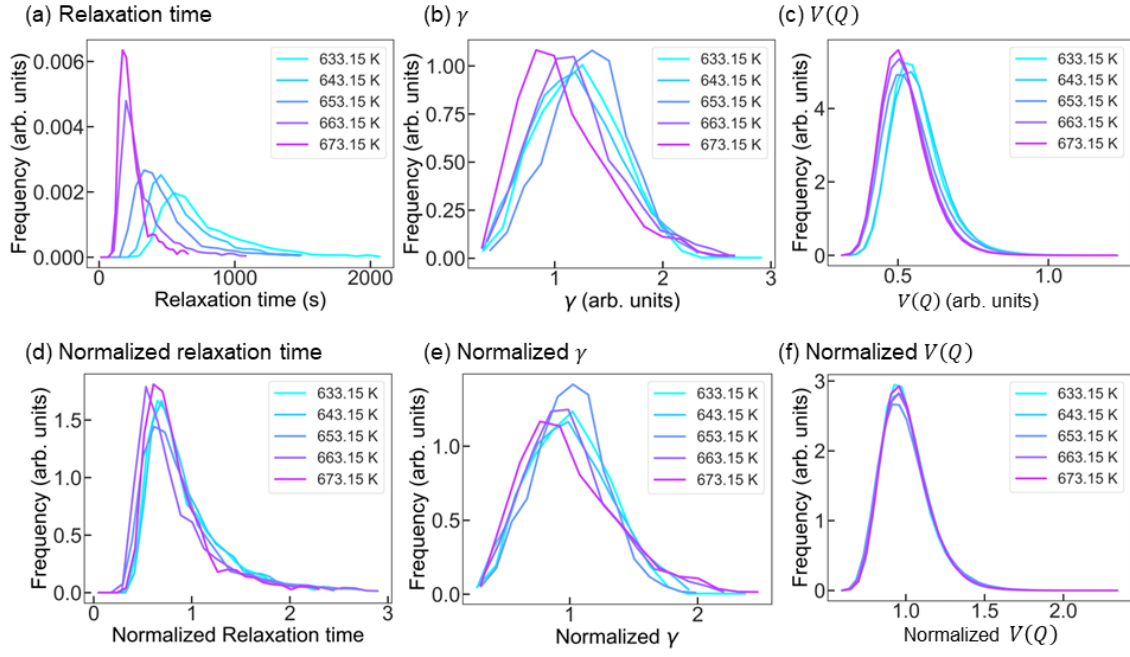 (a) Relaxation time
Frequency (arb. units)
0.006
0.004
0.002
0.000
633.15 K
643.15 K
653.15 K
663.15 K
673.15 K
0
1000
2000
Relaxation time (s)
(b) γ
Frequency (arb. units)
1.00
0.75
0.50
0.25
0.00
633.15 K
643.15 K
653.15 K
663.15 K
673.15 K
1
2
3
γ (arb. units)
(c) V(Q)
Frequency (arb. units)
4
2
0
633.15 K
643.15 K
653.15 K
663.15 K
673.15 K
0.5
1.0
V(Q) (arb. units)
(d) Normalized relaxation time
Frequency (arb. units)
1.5
1.0
0.5
0.0
633.15 K
643.15 K
653.15 K
663.15 K
673.15 K
0
1
2
3
Normalized Relaxation time
(e) Normalized γ
Frequency (arb. units)
1.0
0.5
0.0
633.15 K
643.15 K
653.15 K
663.15 K
673.15 K
1
2
Normalized γ
(f) Normalized V(Q)
Frequency (arb. units)
3
2
1
0
633.15 K
643.15 K
653.15 K
663.15 K
673.15 K
1.0
1.5
2.0
Normalized V(Q)